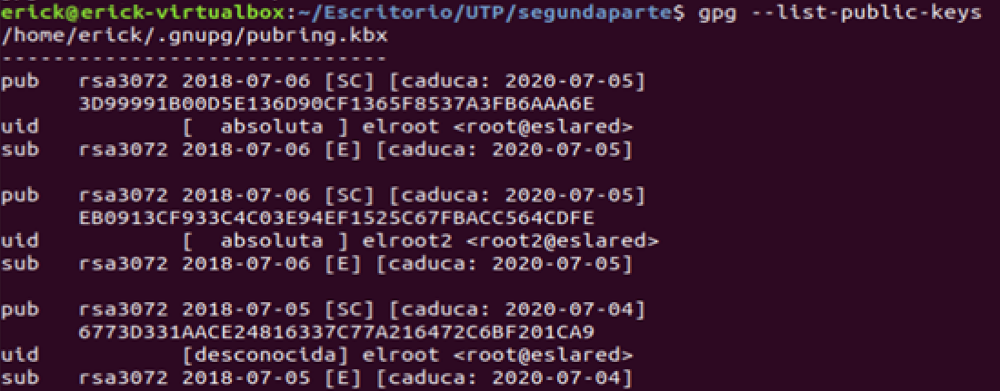 erick@erick-virtualbox:~/Escritorio/UTP/segundaparte$ gpg --list-public-keys
/home/erick/.gnupg/pubring.kbx
------------------------------
pub   rsa3072 2018-07-06 [SC] [caduca: 2020-07-05]
      3D99991B00D5E136D90CF1365F8537A3FB6AAA6E
uid           [  absoluta ] elroot <root@eslared>
sub   rsa3072 2018-07-06 [E] [caduca: 2020-07-05]

pub   rsa3072 2018-07-06 [SC] [caduca: 2020-07-05]
      EB0913CF933C4C03E94EF1525C67FBACC564CDFE
uid           [  absoluta ] elroot2 <root2@eslared>
sub   rsa3072 2018-07-06 [E] [caduca: 2020-07-05]

pub   rsa3072 2018-07-05 [SC] [caduca: 2020-07-04]
      6773D331AACE24816337C77A216472C6BF201CA9
uid           [desconocida] elroot <root@eslared>
sub   rsa3072 2018-07-05 [E] [caduca: 2020-07-04]